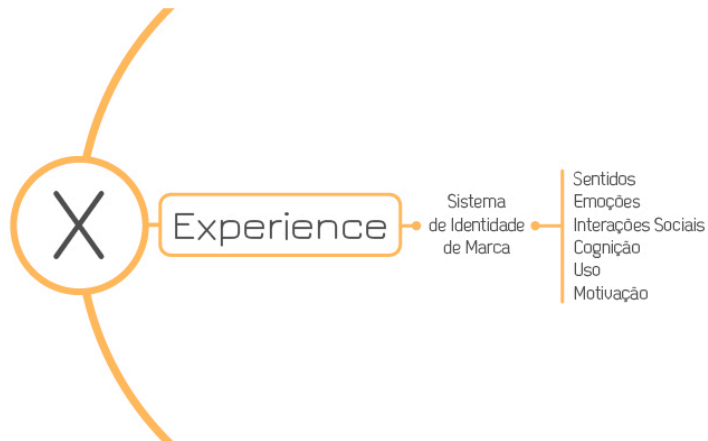 X
Experience
Sistema
de Identidade
de Marca
Sentidos
Emoções
Interações Sociais
Cognição
Uso
Motivação